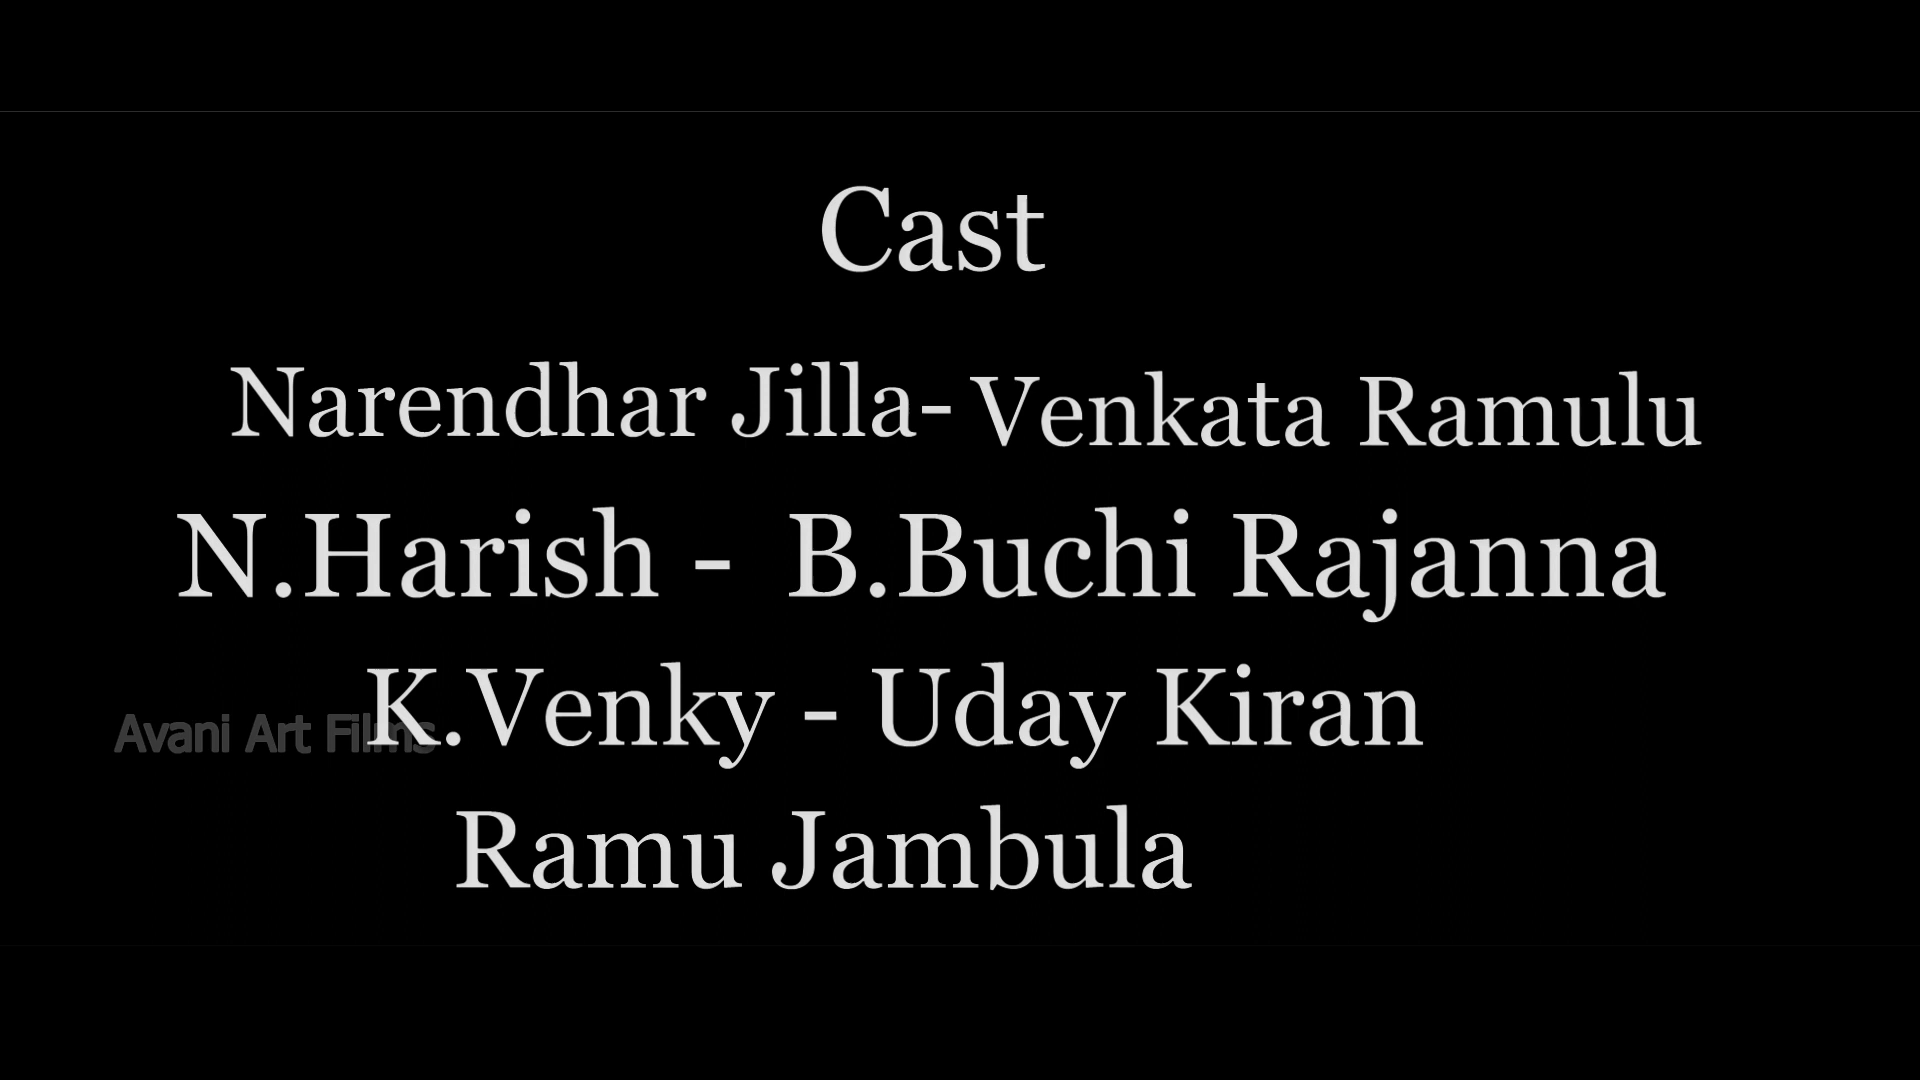 Cast
Narendhar Jilla- Venkata Ramulu
N.Harish - B.Buchi Rajanna
K.Venky - Uday Kiran
Avani Art Films
Ramu Jambula